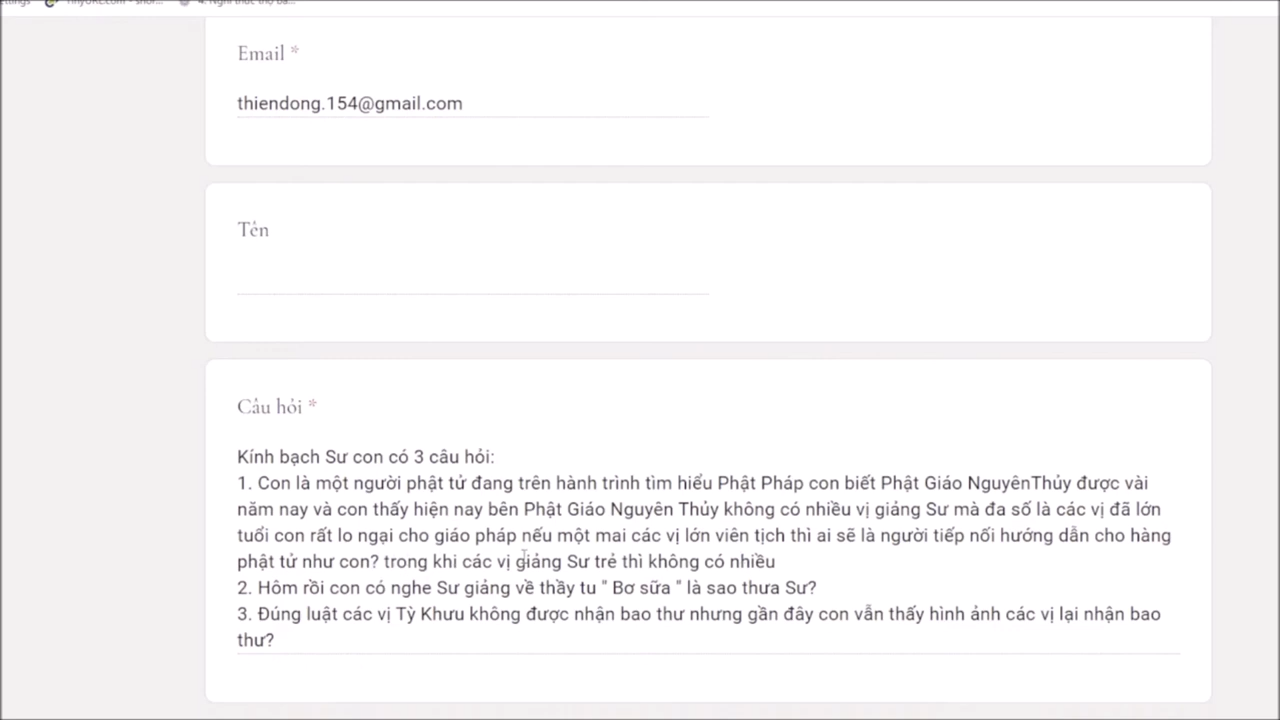 Email *
thiendong.154@gmail.com
Tên
Câu hỏi *
Kính bạch Sư con có 3 câu hỏi:
1. Con là một người phật tử đang trên hành trình tìm hiểu Phật Pháp con biết Phật Giáo NguyênThủy được vài
năm nay và con thấy hiện nay bên Phật Giáo Nguyên Thủy không có nhiều vị giảng Sư mà đa số là các vị đã lớn
tuổi con rất lo ngại cho giáo pháp nếu một mai các vị lớn viên tịch thì ai sẽ là người tiếp nối hướng dẫn cho hàng
phật tử như con? trong khi các vị giảng Sư trẻ thì không có nhiều
2. Hôm rồi con có nghe Sư giảng về thầy tu " Bơ sữa " là sao thưa Sư?
3. Đúng luật các vị Tỳ Khưu không được nhận bao thư nhưng gần đây con vẫn thấy hình ảnh các vị lại nhận bao
thư?